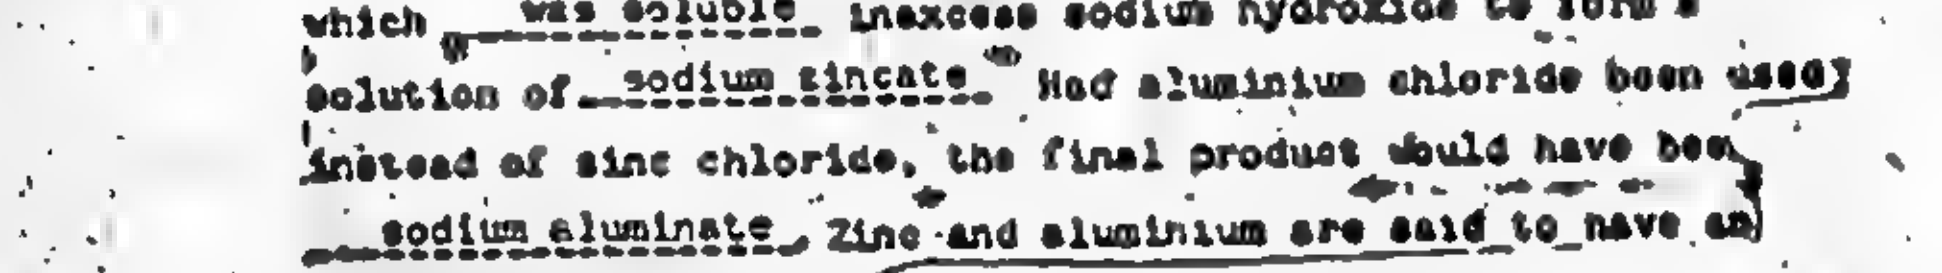 which was soluble inexcess sodium hydroxide to form a
solution of sodium zincate Had aluminium chloride been used
instead of zinc chloride, the final product would have been
sodium aluminate. Zinc and aluminium are said to have an